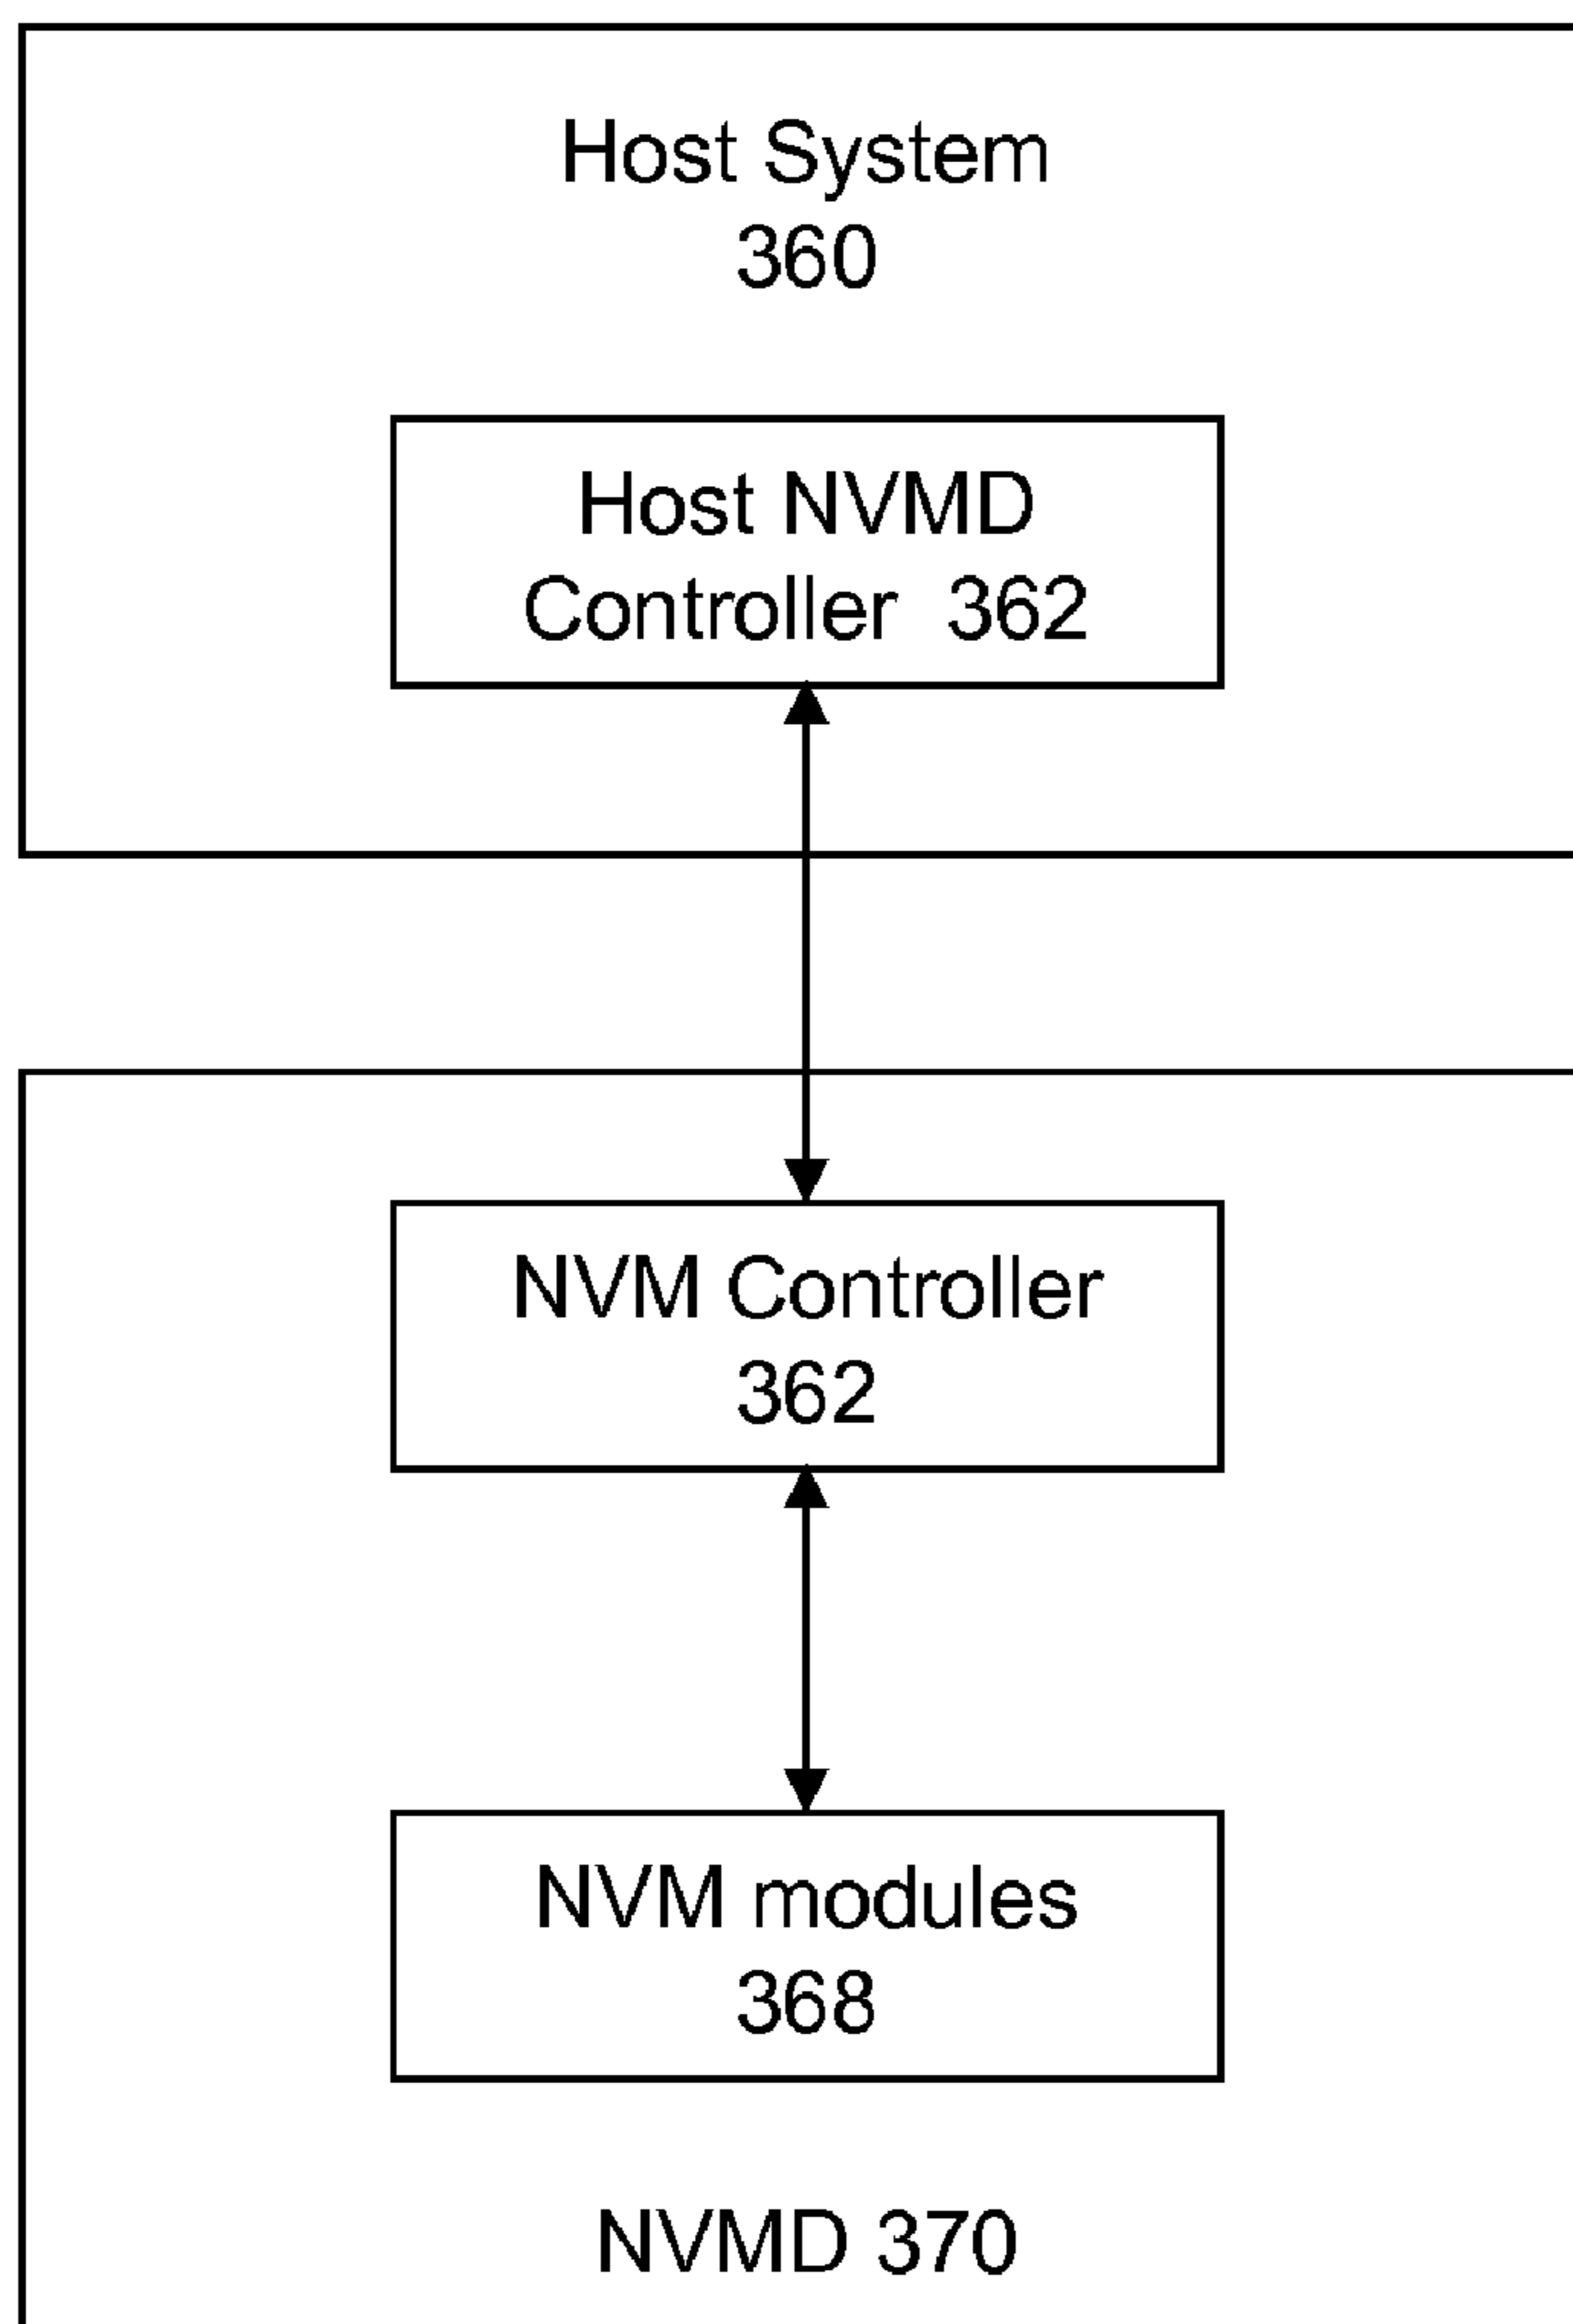 Host System
360
Host NVMD
Controller 362
NVM Controller
362
NVM modules
368
NVMD 370